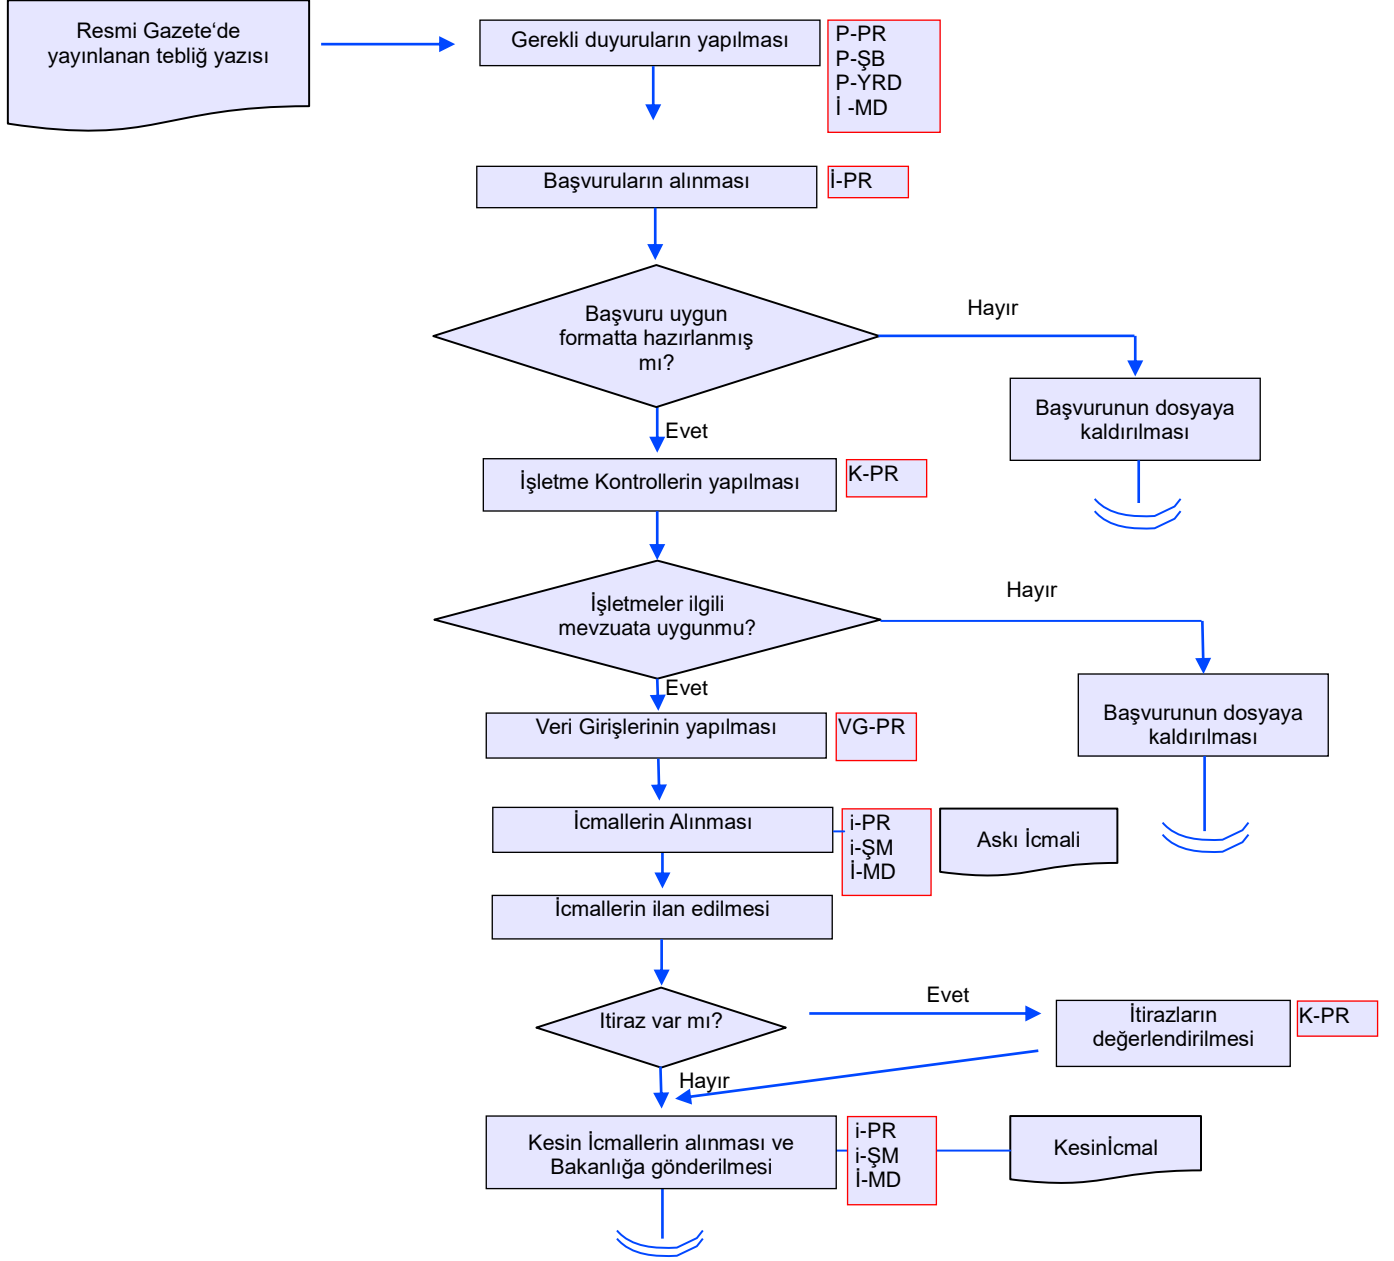 Resmi Gazete‘de
yayınlanan tebliğ yazısı
Gerekli duyuruların yapılması
P-PR
P-ŞB
P-YRD
İ -MD
Başvuruların alınması
İ-PR
Başvuru uygun
formatta hazırlanmış
mı?
Hayır
Başvurunun dosyaya
kaldırılması
Evet
İşletme Kontrollerin yapılması
K-PR
İşletmeler ilgili
mevzuata uygunmu?
Hayır
Evet
Başvurunun dosyaya
kaldırılması
Veri Girişlerinin yapılması
VG-PR
İcmallerin Alınması
i-PR
i-ŞM
İ-MD
Askı İcmali
İcmallerin ilan edilmesi
Itiraz var mı?
Evet
İtirazların
değerlendirilmesi
K-PR
Hayır
Kesin İcmallerin alınması ve
Bakanlığa gönderilmesi
i-PR
i-ŞM
İ-MD
Kesinİcmal